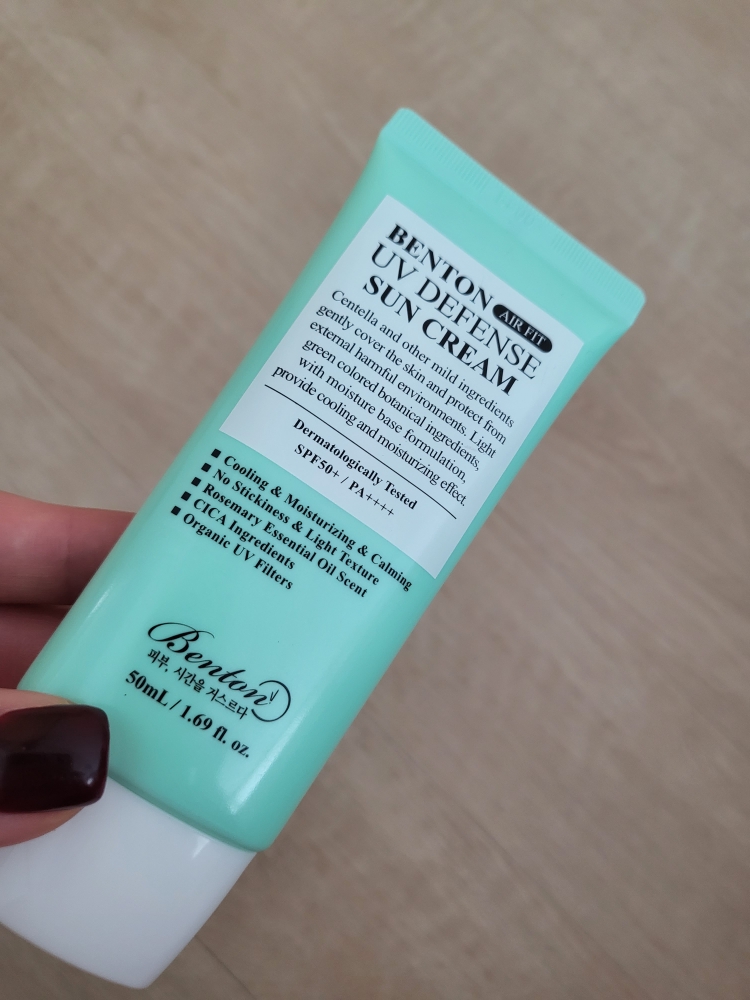 BENTON AIR FIT
UV DEFENSE
SUN CREAM
Centella and other mild ingredients
gently cover the skin and protect from
external harmful environments. Light
green colored botanical ingredients,
with moisture base formulation,
provide cooling and moisturizing effect.
Dermatologically Tested
SPF50+ / PA++++
■ Cooling & Moisturizing & Calming
■ No Stickiness & Light Texture
■ Rosemary Essential Oil Scent
■ CICA Ingredients
■ Organic UV Filters
Benton
피부, 시간을 거스르다
50mL / 1.69 fl. oz.